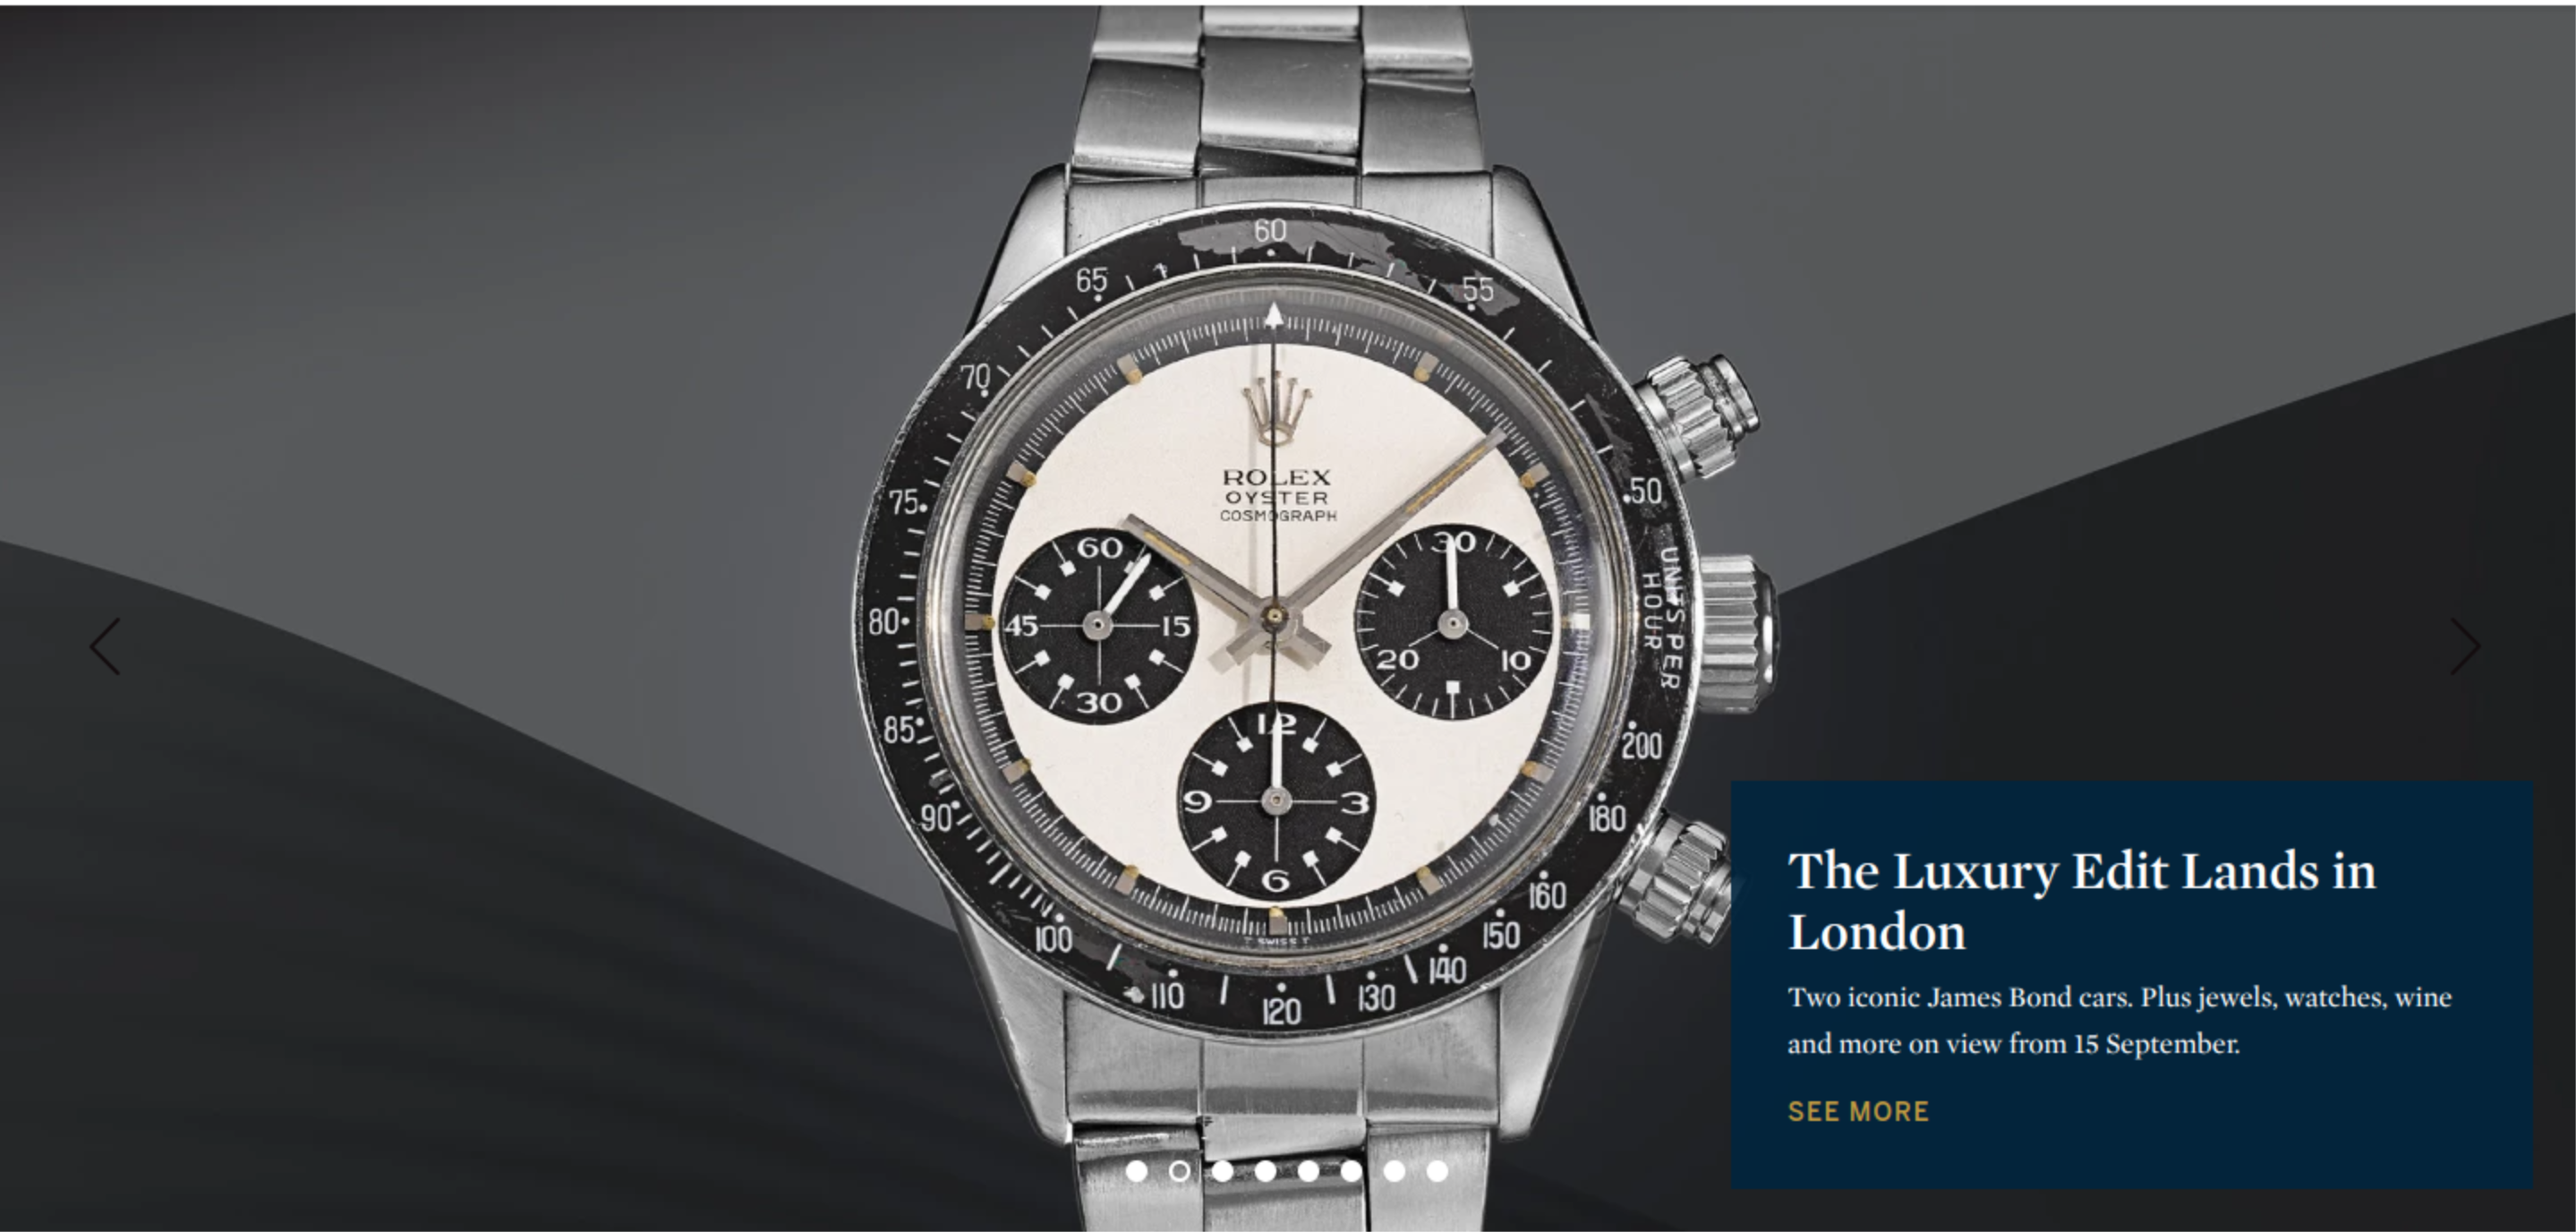 60
65
55
70
ROLEX
OYSTER
COSMOGRAPH
75
50
60
30
80
45
15
UNITS PER
HOUR
20
10
30
85
12
200
9
3
90
180
6
160
T SWISS T
100
150
140
110
130
120
The Luxury Edit Lands in
London
Two iconic James Bond cars. Plus jewels, watches, wine
and more on view from 15 September.
SEE MORE